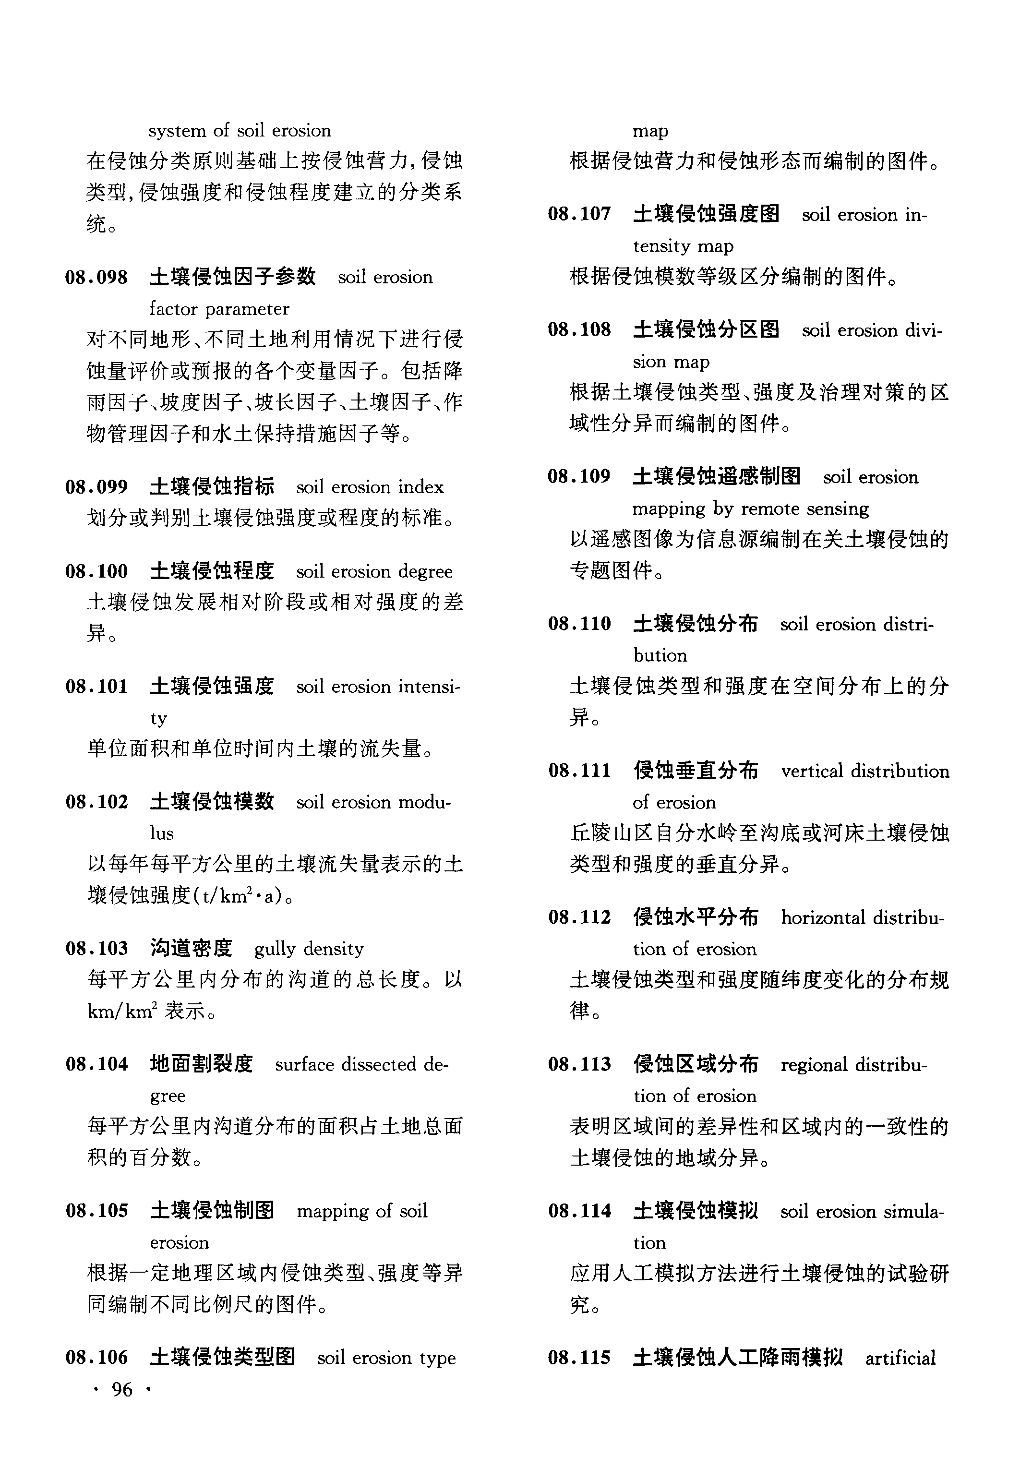 system of soil erosion
在侵蚀分类原则基础上按侵蚀营力,侵蚀
类型,侵蚀强度和侵蚀程度建立的分类系
统。
08.098 土壤侵蚀因子参数 soil erosion
factor parameter
对不同地形、不同土地利用情况下进行侵
蚀量评价或预报的各个变量因子。包括降
雨因子、坡度因子、坡长因子、土壤因子、作
物管理因子和水土保持措施因子等。
08.099 土壤侵蚀指标 soil erosion index
划分或判别土壤侵蚀强度或程度的标准。
08.100 土壤侵蚀程度 soil erosion degree
土壤侵蚀发展相对阶段或相对强度的差
异。
08.101 土壤侵蚀强度 soil erosion intensi-
ty
单位面积和单位时间内土壤的流失量。
08.102 土壤侵蚀模数 soil erosion modu-
lus
以每年每平方公里的土壤流失量表示的土
壤侵蚀强度(t/km²·a)。
08.103 沟道密度 gully density
每平方公里内分布的沟道的总长度。以
km/km² 表示。
08.104 地面割裂度 surface dissected de-
gree
每平方公里内沟道分布的面积占土地总面
积的百分数。
08.105 土壤侵蚀制图 mapping of soil
erosion
根据一定地理区域内侵蚀类型、强度等异
同编制不同比例尺的图件。
08.106 土壤侵蚀类型图 soil erosion type
· 96 ·
map
根据侵蚀营力和侵蚀形态而编制的图件。
08.107 土壤侵蚀强度图 soil erosion in-
tensity map
根据侵蚀模数等级区分编制的图件。
08.108 土壤侵蚀分区图 soil erosion divi-
sion map
根据土壤侵蚀类型、强度及治理对策的区
域性分异而编制的图件。
08.109 土壤侵蚀遥感制图 soil erosion
mapping by remote sensing
以遥感图像为信息源编制在关土壤侵蚀的
专题图件。
08.110 土壤侵蚀分布 soil erosion distri-
bution
土壤侵蚀类型和强度在空间分布上的分
异。
08.111 侵蚀垂直分布 vertical distribution
of erosion
丘陵山区自分水岭至沟底或河床土壤侵蚀
类型和强度的垂直分异。
08.112 侵蚀水平分布 horizontal distribu-
tion of erosion
土壤侵蚀类型和强度随纬度变化的分布规
律。
08.113 侵蚀区域分布 regional distribu-
tion of erosion
表明区域间的差异性和区域内的一致性的
土壤侵蚀的地域分异。
08.114 土壤侵蚀模拟 soil erosion simula-
tion
应用人工模拟方法进行土壤侵蚀的试验研
究。
08.115 土壤侵蚀人工降雨模拟 artificial